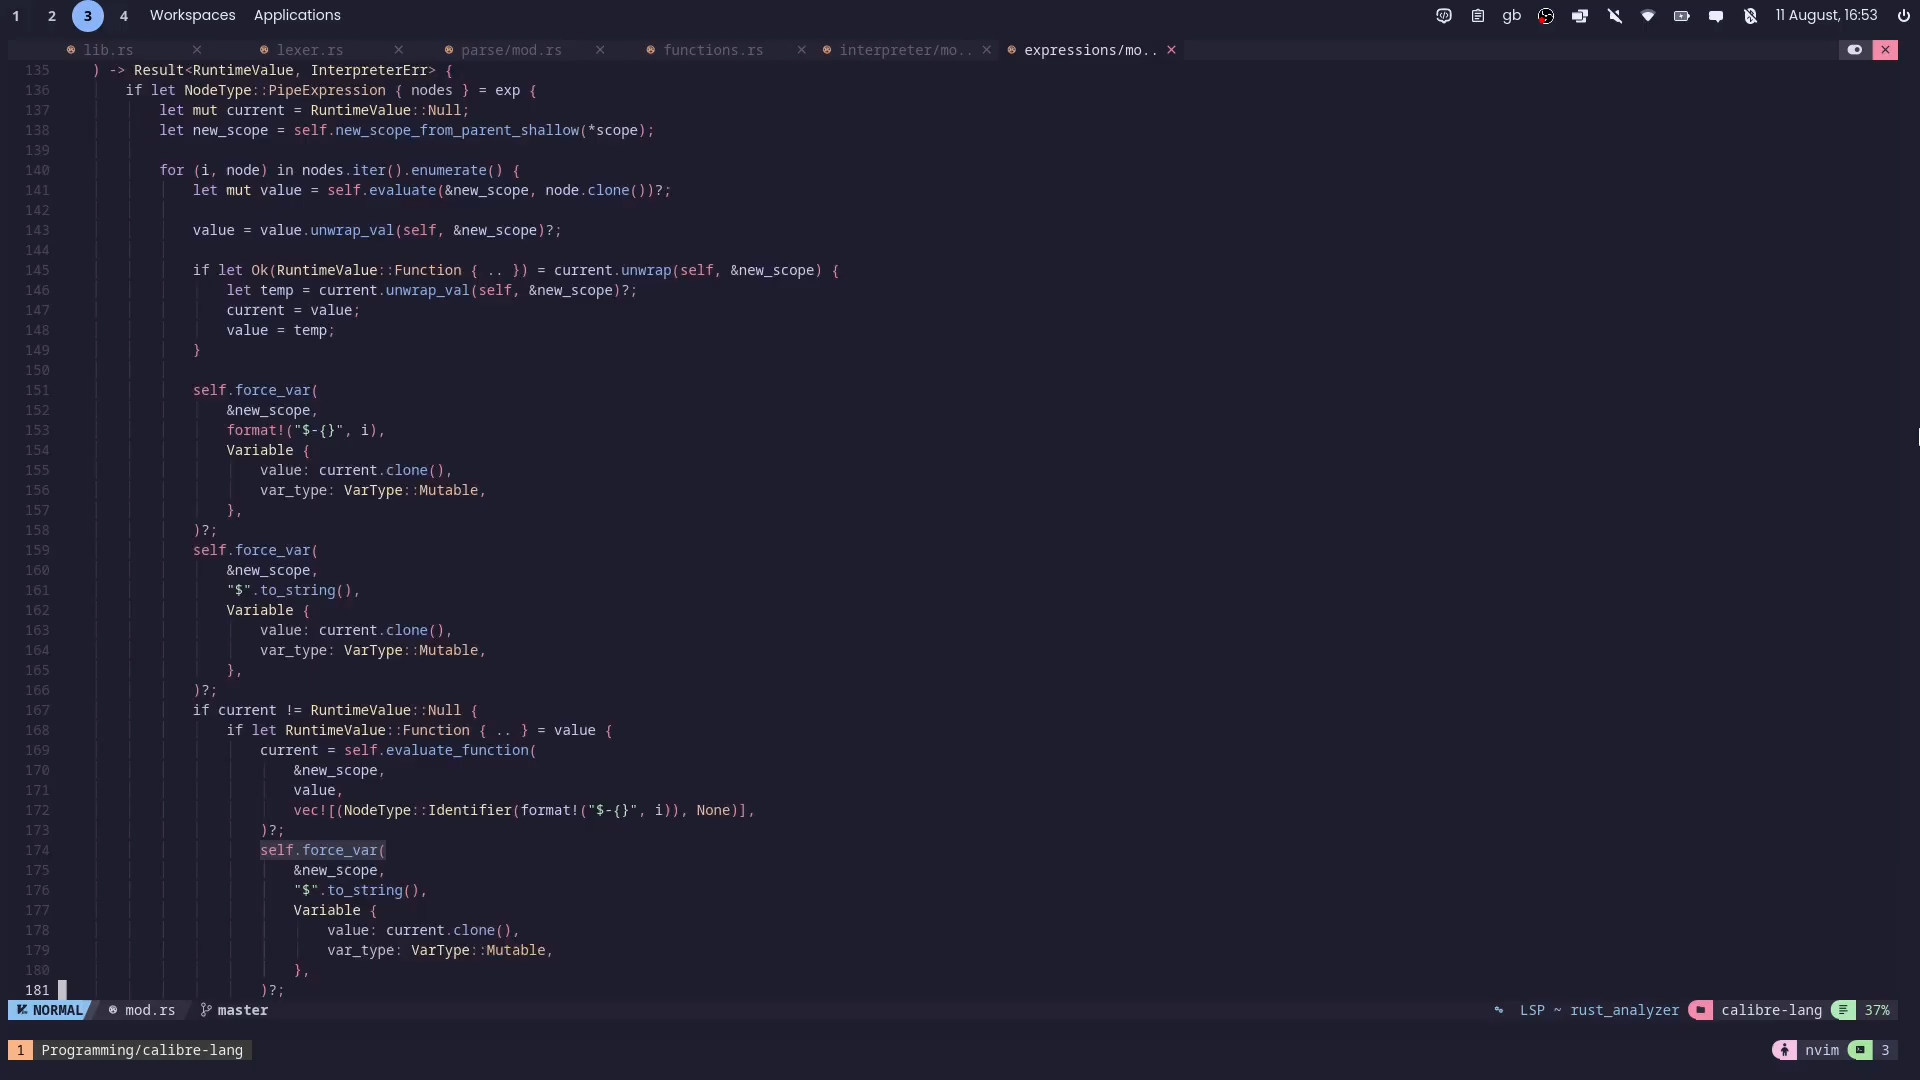 1 2 3 4 Workspaces Applications gb 11 August, 16:53
lib.rs × lexer.rs × parse/mod.rs × functions.rs × interpreter/mo.. × expressions/mo.. ×
135 ) -> Result<RuntimeValue, InterpreterErr> {
136 if let NodeType::PipeExpression { nodes } = exp {
137 let mut current = RuntimeValue::Null;
138 let new_scope = self.new_scope_from_parent_shallow(*scope);
139
140 for (i, node) in nodes.iter().enumerate() {
141 let mut value = self.evaluate(&new_scope, node.clone())?;
142
143 value = value.unwrap_val(self, &new_scope)?;
144
145 if let Ok(RuntimeValue::Function { .. }) = current.unwrap(self, &new_scope) {
146 let temp = current.unwrap_val(self, &new_scope)?;
147 current = value;
148 value = temp;
149 }
150
151 self.force_var(
152 &new_scope,
153 format!("$-{}", i),
154 Variable {
155 value: current.clone(),
156 var_type: VarType::Mutable,
157 },
158 )?;
159 self.force_var(
160 &new_scope,
161 "$".to_string(),
162 Variable {
163 value: current.clone(),
164 var_type: VarType::Mutable,
165 },
166 )?;
167 if current != RuntimeValue::Null {
168 if let RuntimeValue::Function { .. } = value {
169 current = self.evaluate_function(
170 &new_scope,
171 value,
172 vec![(NodeType::Identifier(format!("$-{}", i)), None)],
173 )?;
174 self.force_var(
175 &new_scope,
176 "$".to_string(),
177 Variable {
178 value: current.clone(),
179 var_type: VarType::Mutable,
180 },
181 )?;
NORMAL mod.rs master LSP ~ rust_analyzer calibre-lang 37%
1 Programming/calibre-lang nvim 3